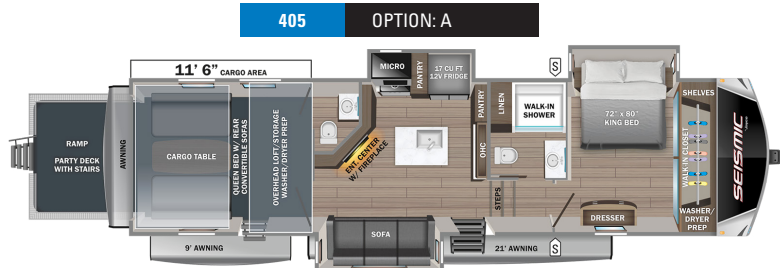 405
OPTION: A
11' 6" CARGO AREA
MICRO
PANTRY
17 CU FT
12V FRIDGE
S
RAMP
PARTY DECK
WITH STAIRS
AWNING
CARGO TABLE
QUEEN BED W/ REAR
CONVERTIBLE SOFAS
OVERHEAD LOFT/STORAGE
WASHER/DRYER PREP
ENT. CENTER
W/ FIREPLACE
PANTRY
LINEN
WALK-IN
SHOWER
OHC
72" x 80"
KING BED
SHELVES
WALK-IN CLOSET
WASHER/
DRYER
PREP
SEISMIC
STEPS
DRESSER
SOFA
9' AWNING
21' AWNING
S